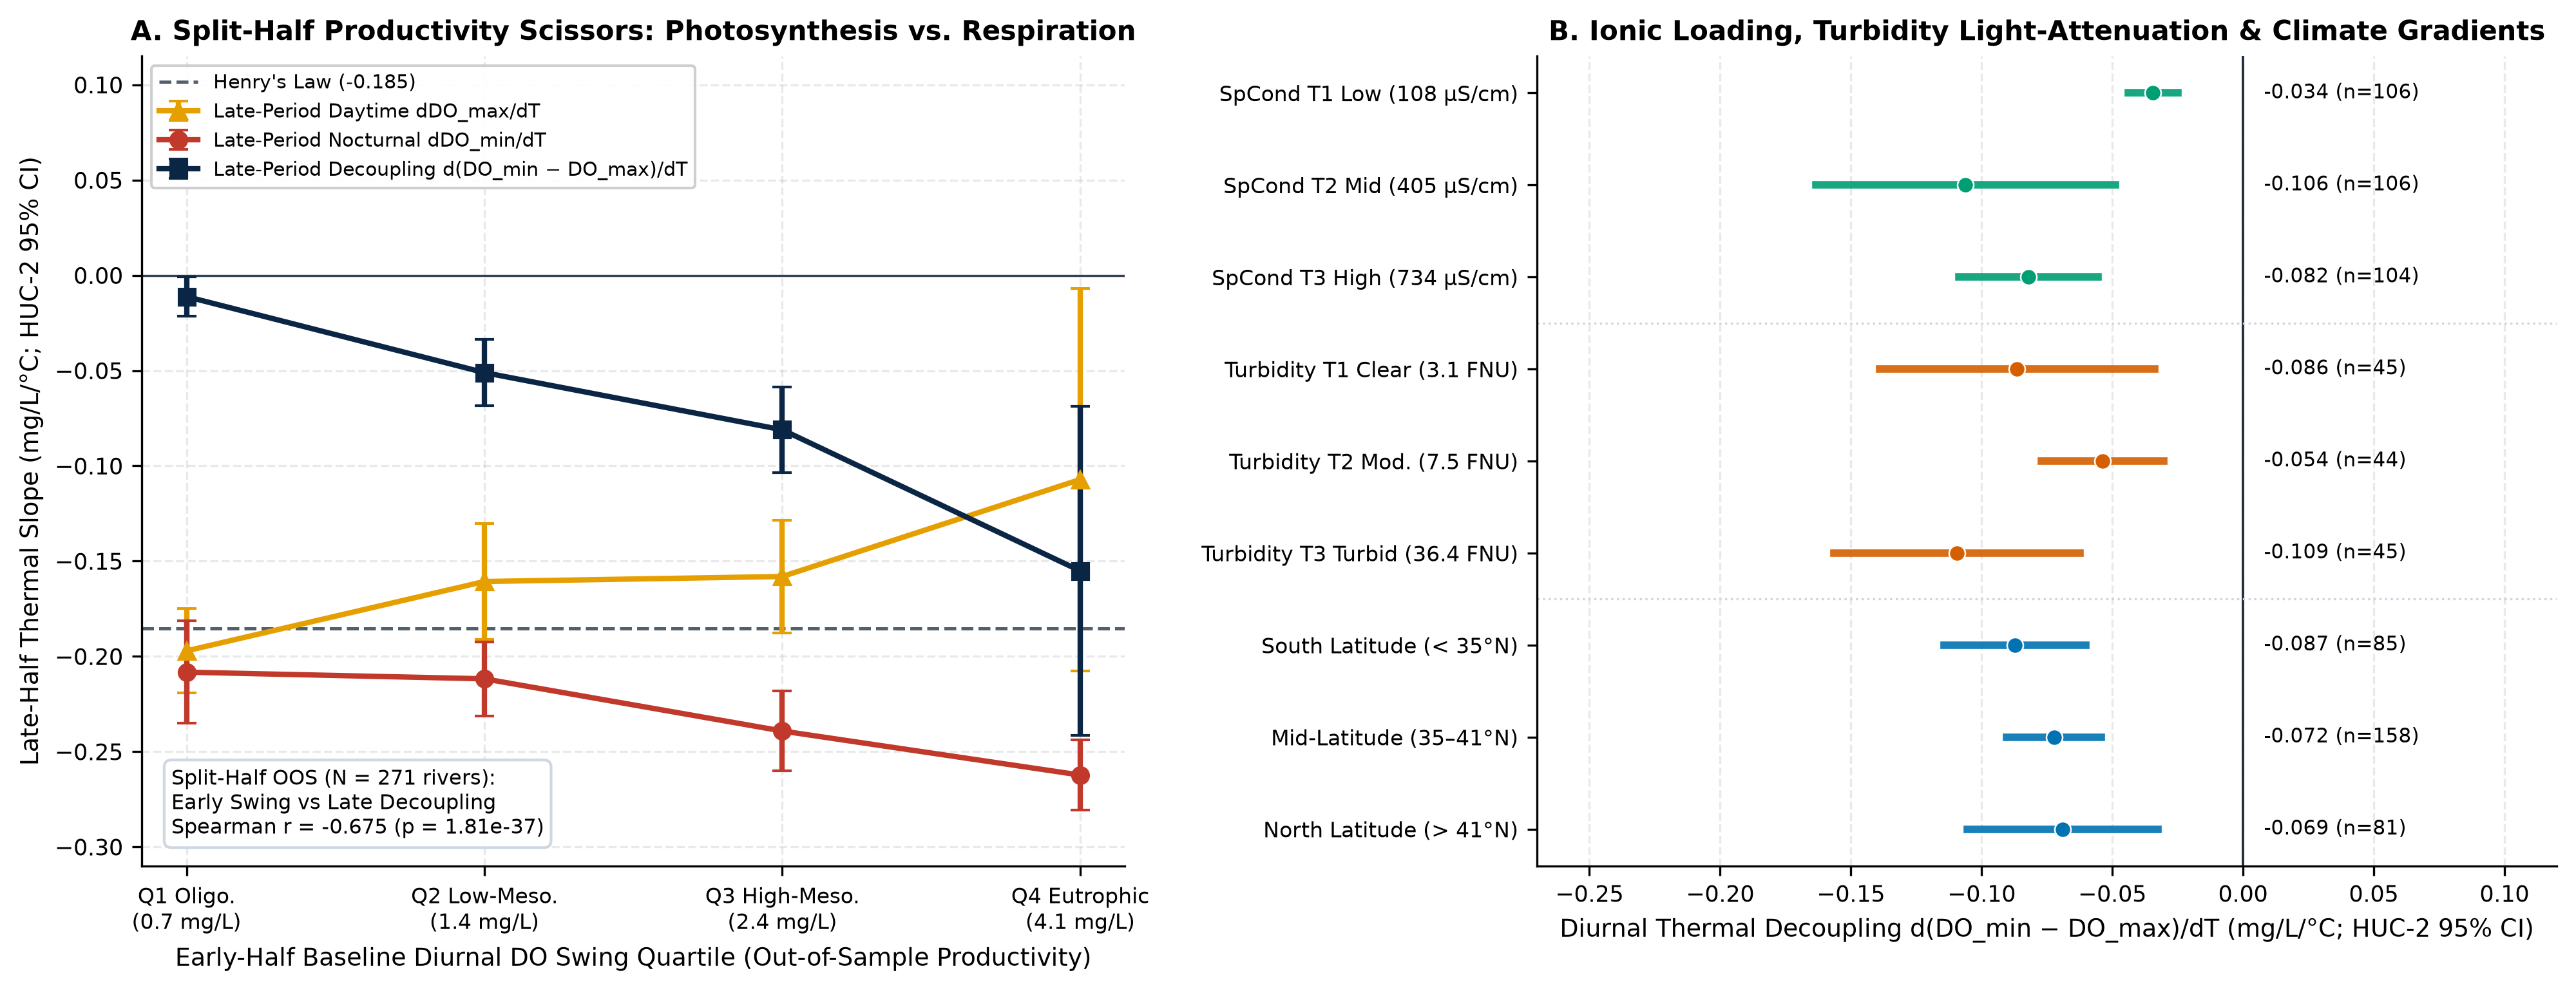 A. Split-Half Productivity Scissors: Photosynthesis vs. Respiration
Henry's Law (-0.185)
Late-Period Daytime dDO_max/dT
Late-Period Nocturnal dDO_min/dT
Late-Period Decoupling d(DO_min − DO_max)/dT
Late-Half Thermal Slope (mg/L/°C; HUC-2 95% CI)
0.10
0.05
0.00
−0.05
−0.10
−0.15
−0.20
−0.25
−0.30
Split-Half OOS (N = 271 rivers):
Early Swing vs Late Decoupling
Spearman r = -0.675 (p = 1.81e-37)
Q1 Oligo.
(0.7 mg/L)
Q2 Low-Meso.
(1.4 mg/L)
Q3 High-Meso.
(2.4 mg/L)
Q4 Eutrophic
(4.1 mg/L)
Early-Half Baseline Diurnal DO Swing Quartile (Out-of-Sample Productivity)
B. Ionic Loading, Turbidity Light-Attenuation & Climate Gradients
SpCond T1 Low (108 µS/cm)
-0.034 (n=106)
SpCond T2 Mid (405 µS/cm)
-0.106 (n=106)
SpCond T3 High (734 µS/cm)
-0.082 (n=104)
Turbidity T1 Clear (3.1 FNU)
-0.086 (n=45)
Turbidity T2 Mod. (7.5 FNU)
-0.054 (n=44)
Turbidity T3 Turbid (36.4 FNU)
-0.109 (n=45)
South Latitude (< 35°N)
-0.087 (n=85)
Mid-Latitude (35–41°N)
-0.072 (n=158)
North Latitude (> 41°N)
-0.069 (n=81)
−0.25
−0.20
−0.15
−0.10
−0.05
0.00
0.05
0.10
Diurnal Thermal Decoupling d(DO_min − DO_max)/dT (mg/L/°C; HUC-2 95% CI)